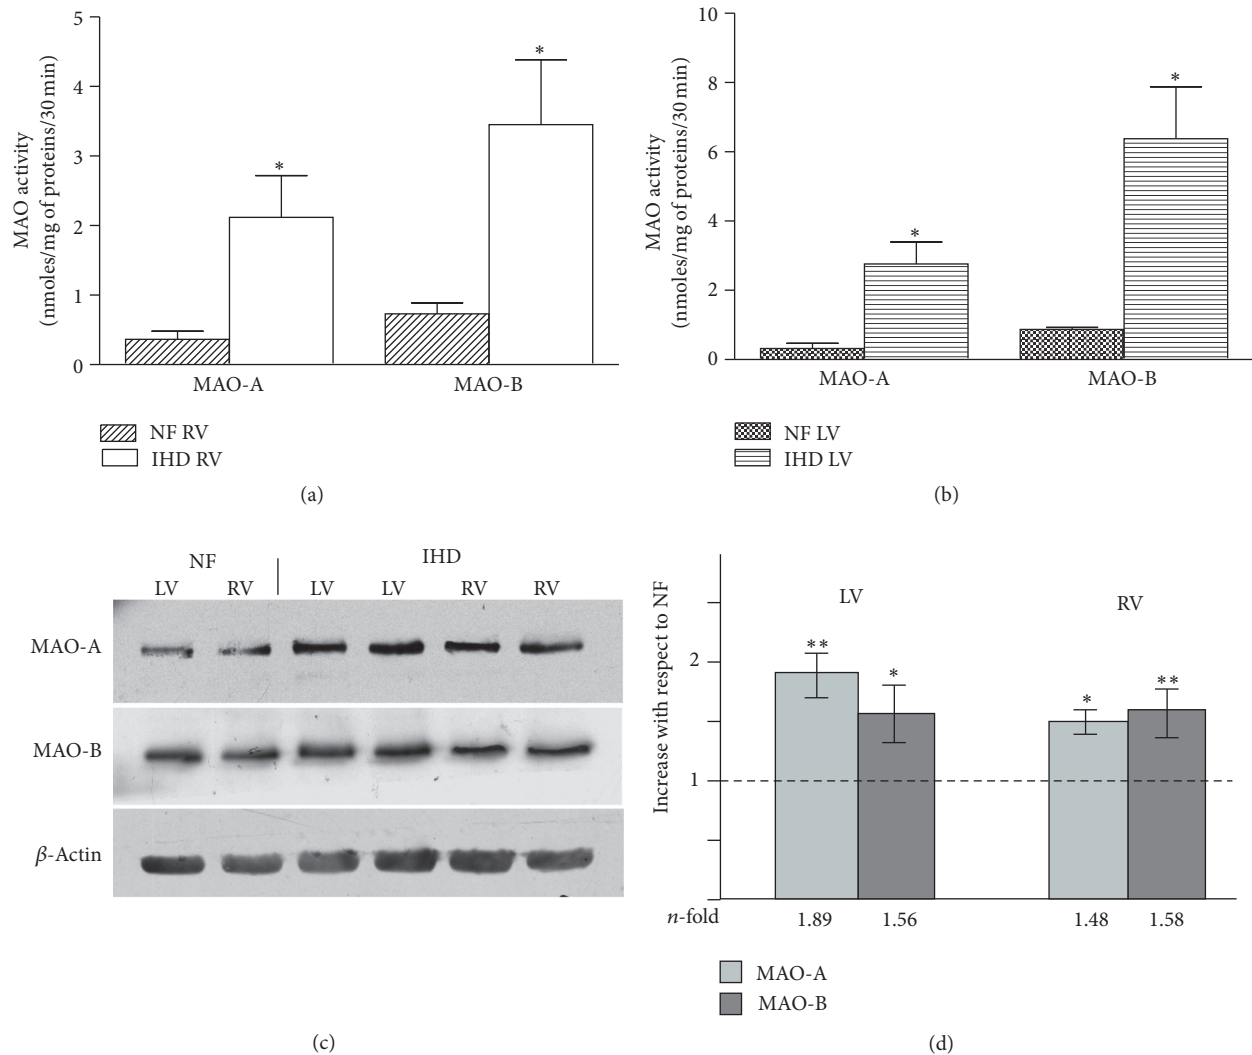 5
4
3
2
1
0
MAO activity
(nmoles/mg of proteins/30 min)
*
*
MAO-A
MAO-B
NF RV
IHD RV
(a)
10
8
6
4
2
0
MAO activity
(nmoles/mg of proteins/30 min)
*
*
MAO-A
MAO-B
NF LV
IHD LV
(b)
NF
IHD
LV RV LV LV RV RV
MAO-A
MAO-B
β-Actin
(c)
Increase with respect to NF
2
1
LV
RV
**
*
*
**
n-fold 1.89 1.56 1.48 1.58
MAO-A
MAO-B
(d)